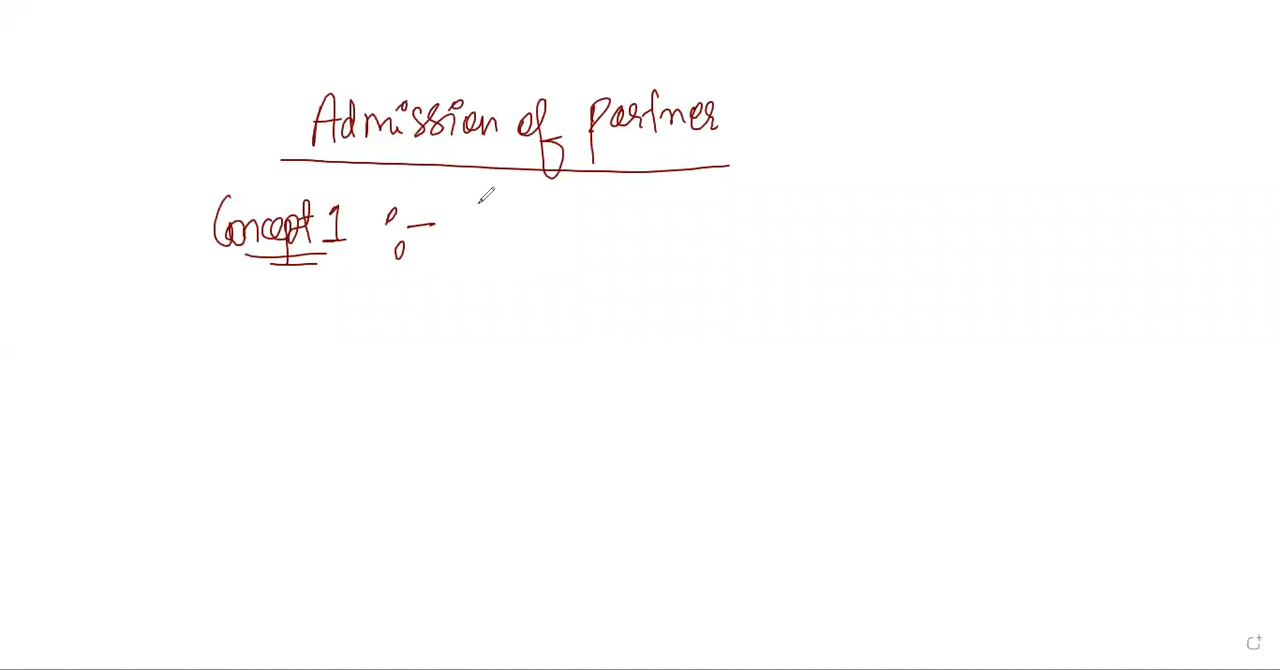 Admission of Partner
Concept 1 :-